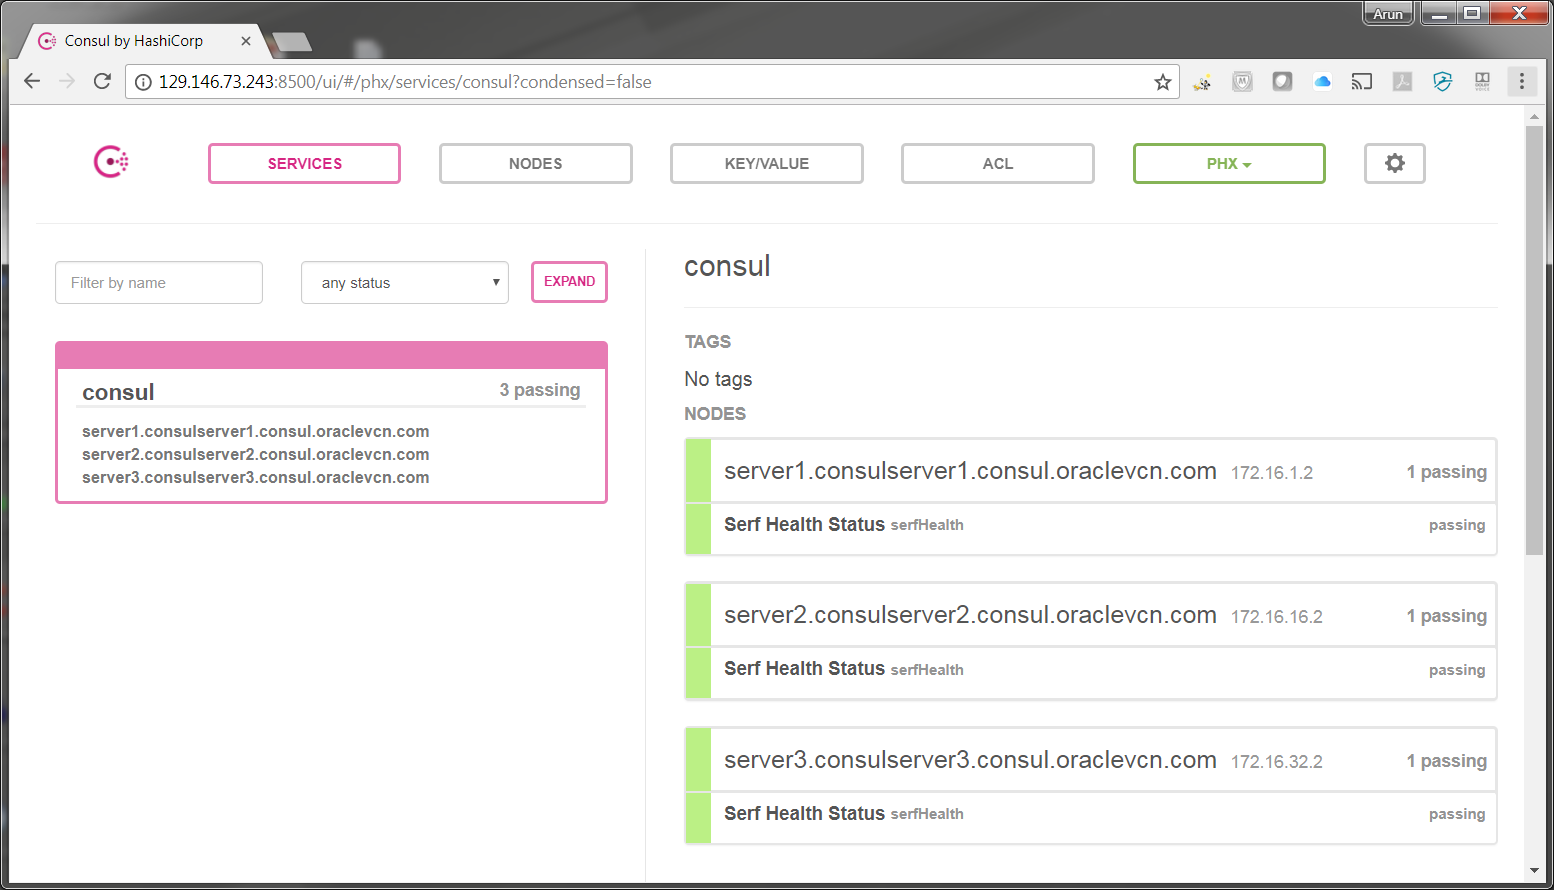 Arun
Consul by HashiCorp
129.146.73.243:8500/ui/#/phx/services/consul?condensed=false
SERVICES
NODES
KEY/VALUE
ACL
PHX
Filter by name
any status
EXPAND
consul
3 passing
server1.consulserver1.consul.oraclevcn.com
server2.consulserver2.consul.oraclevcn.com
server3.consulserver3.consul.oraclevcn.com
consul
TAGS
No tags
NODES
server1.consulserver1.consul.oraclevcn.com 172.16.1.2 1 passing
Serf Health Status serfHealth passing
server2.consulserver2.consul.oraclevcn.com 172.16.16.2 1 passing
Serf Health Status serfHealth passing
server3.consulserver3.consul.oraclevcn.com 172.16.32.2 1 passing
Serf Health Status serfHealth passing